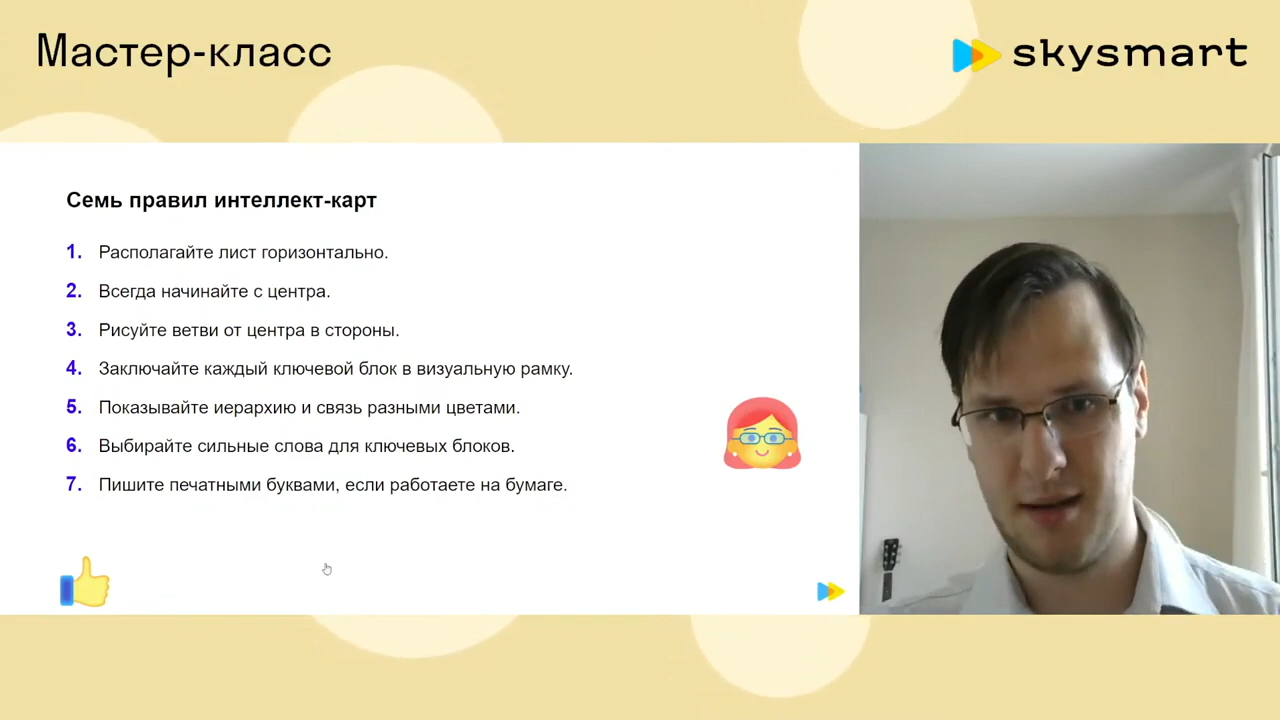 Мастер-класс
skysmart
Семь правил интеллект-карт
1. Располагайте лист горизонтально.
2. Всегда начинайте с центра.
3. Рисуйте ветви от центра в стороны.
4. Заключайте каждый ключевой блок в визуальную рамку.
5. Показывайте иерархию и связь разными цветами.
6. Выбирайте сильные слова для ключевых блоков.
7. Пишите печатными буквами, если работаете на бумаге.